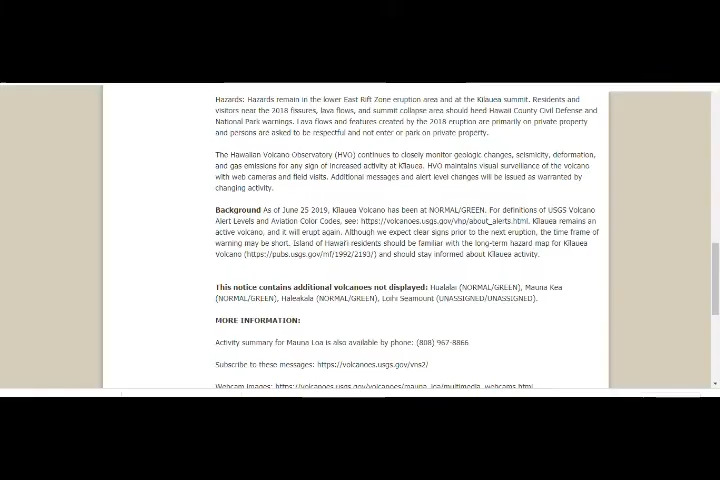 Hazards: Hazards remain in the lower East Rift Zone eruption area and at the Kīlauea summit. Residents and
visitors near the 2018 fissures, lava flows, and summit collapse area should heed Hawaii County Civil Defense and
National Park warnings. Lava flows and features created by the 2018 eruption are primarily on private property
and persons are asked to be respectful and not enter or park on private property.
The Hawaiian Volcano Observatory (HVO) continues to closely monitor geologic changes, seismicity, deformation,
and gas emissions for any sign of increased activity at Kīlauea. HVO maintains visual surveillance of the volcano
with web cameras and field visits. Additional messages and alert level changes will be issued as warranted by
changing activity.
Background As of June 25 2019, Kīlauea Volcano has been at NORMAL/GREEN. For definitions of USGS Volcano
Alert Levels and Aviation Color Codes, see: https://volcanoes.usgs.gov/vhp/about_alerts.html. Kīlauea remains an
active volcano, and it will erupt again. Although we expect clear signs prior to the next eruption, the time frame of
warning may be short. Island of Hawai'i residents should be familiar with the long-term hazard map for Kīlauea
Volcano (https://pubs.usgs.gov/mf/1992/2193/) and should stay informed about Kīlauea activity.
This notice contains additional volcanoes not displayed: Hualalai (NORMAL/GREEN), Mauna Kea
(NORMAL/GREEN), Haleakala (NORMAL/GREEN), Loihi Seamount (UNASSIGNED/UNASSIGNED).
MORE INFORMATION:
Activity summary for Mauna Loa is also available by phone: (808) 967-8866
Subscribe to these messages: https://volcanoes.usgs.gov/vns2/
Webcam images: https://volcanoes.usgs.gov/volcanoes/mauna_loa/multimedia_webcams.html